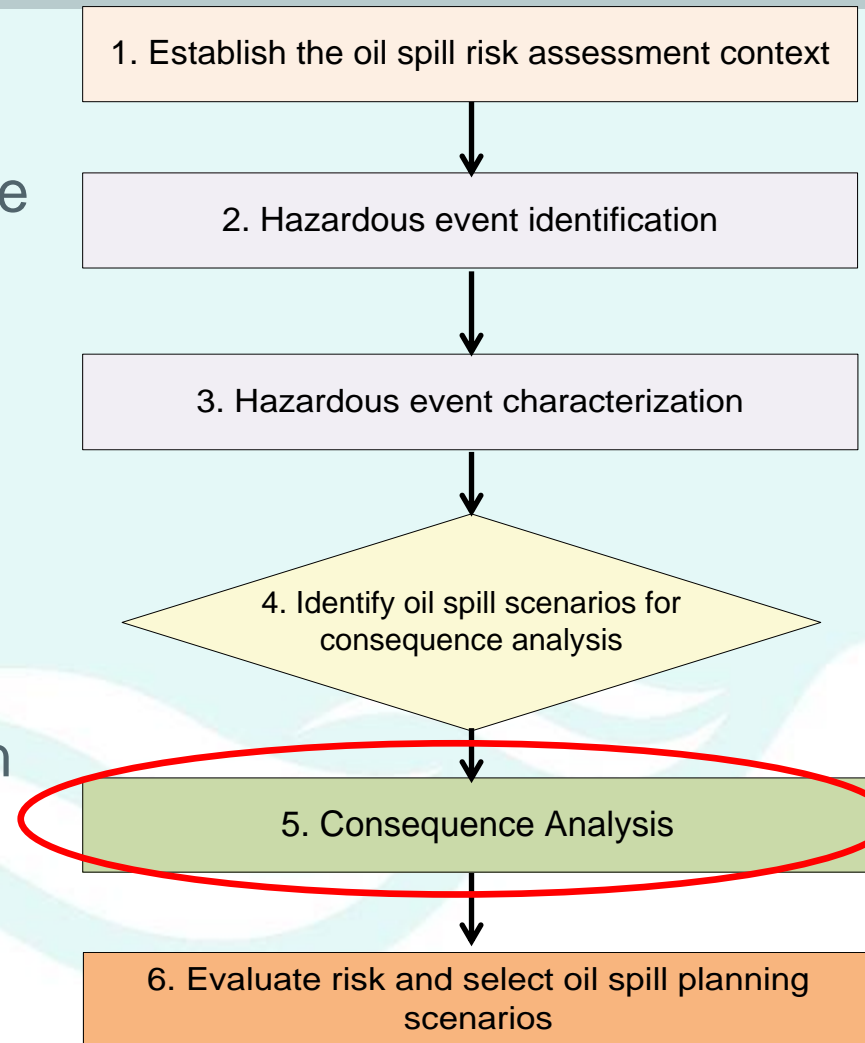 1. Establish the oil spill risk assessment context
2. Hazardous event identification
3. Hazardous event characterization
4. Identify oil spill scenarios for
consequence analysis
5. Consequence Analysis
6. Evaluate risk and select oil spill planning
scenarios